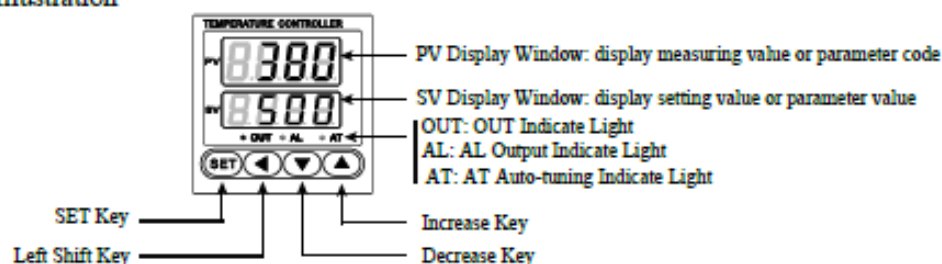 TEMPERATURE CONTROLLER
PV 380
PV Display Window: display measuring value or parameter code
SV 500
SV Display Window: display setting value or parameter value
OUT AL AT
OUT: OUT Indicate Light
AL: AL Output Indicate Light
AT: AT Auto-tuning Indicate Light
SET
SET Key
Increase Key
Left Shift Key
Decrease Key